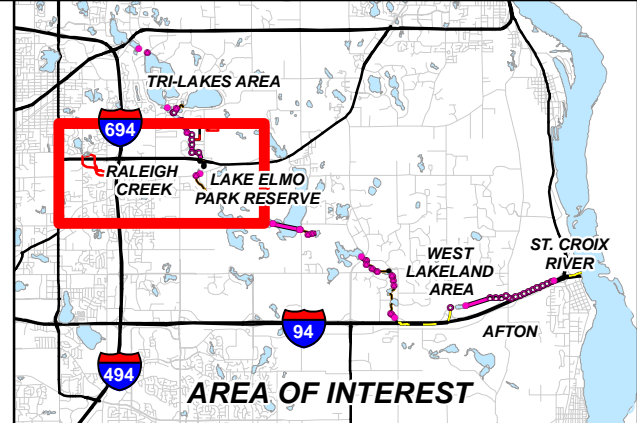 TRI-LAKES AREA
694
RALEIGH
CREEK
LAKE ELMO
PARK RESERVE
WEST
LAKELAND
AREA
ST. CROIX
RIVER
94
AFTON
494
AREA OF INTEREST